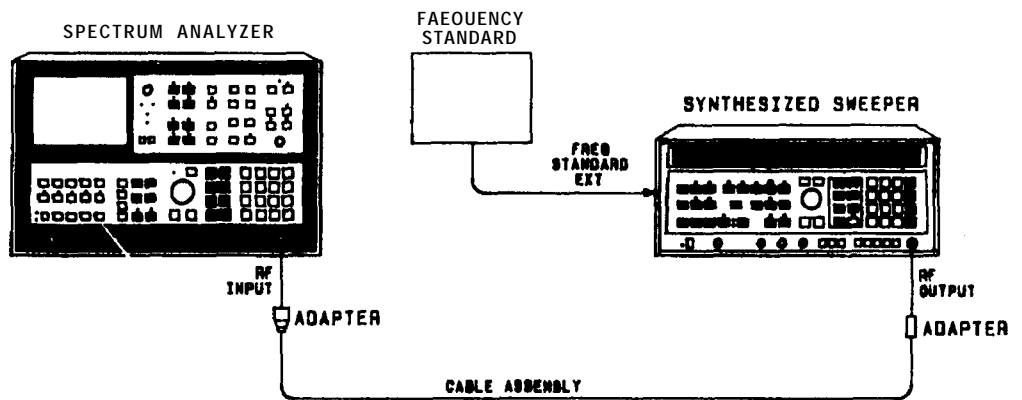 SPECTRUM ANALYZER
FAEOUENCY
STANDARD
SYNTHESIZED SWEEPER
FREQ
STANDARD
EXT
RF
INPUT
RF
OUTPUT
ADAPTER
ADAPTER
CABLE ASSEMBLY